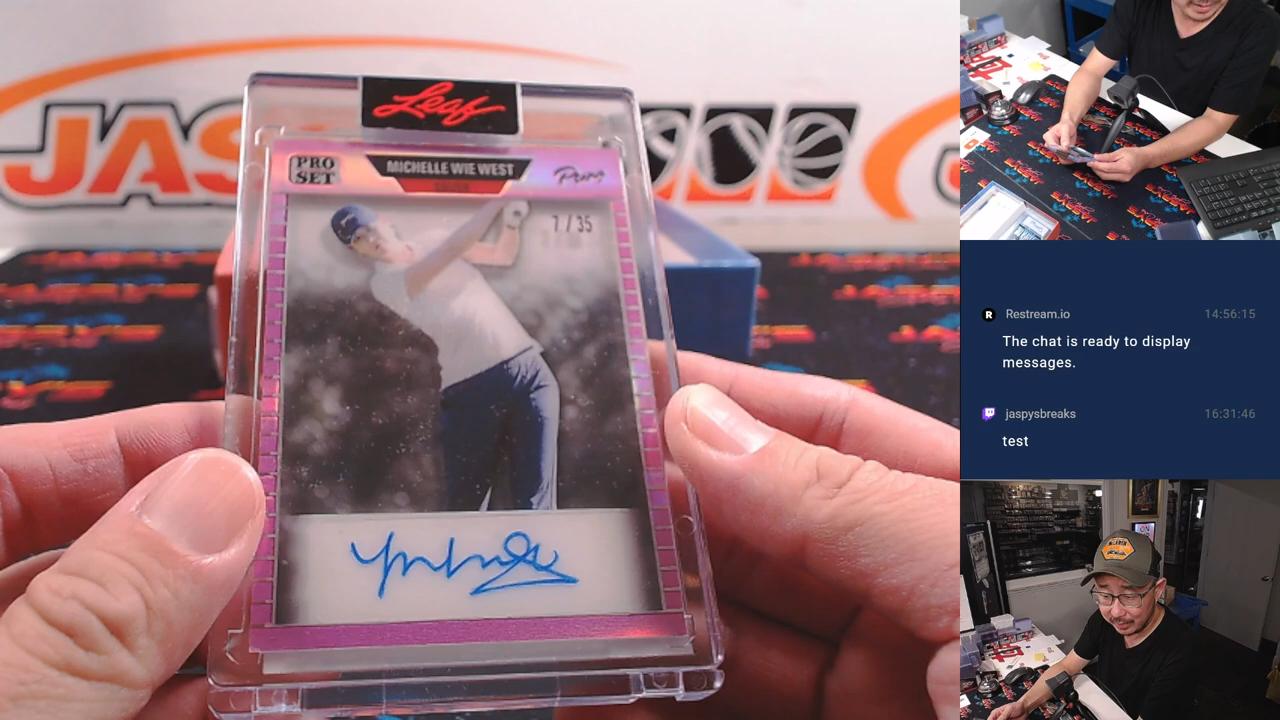 Leaf
PRO
SET
MICHELLE WIE WEST
Pure
7 / 35
JAS
Restream.io 14:56:15
The chat is ready to display
messages.
jaspysbreaks 16:31:46
test